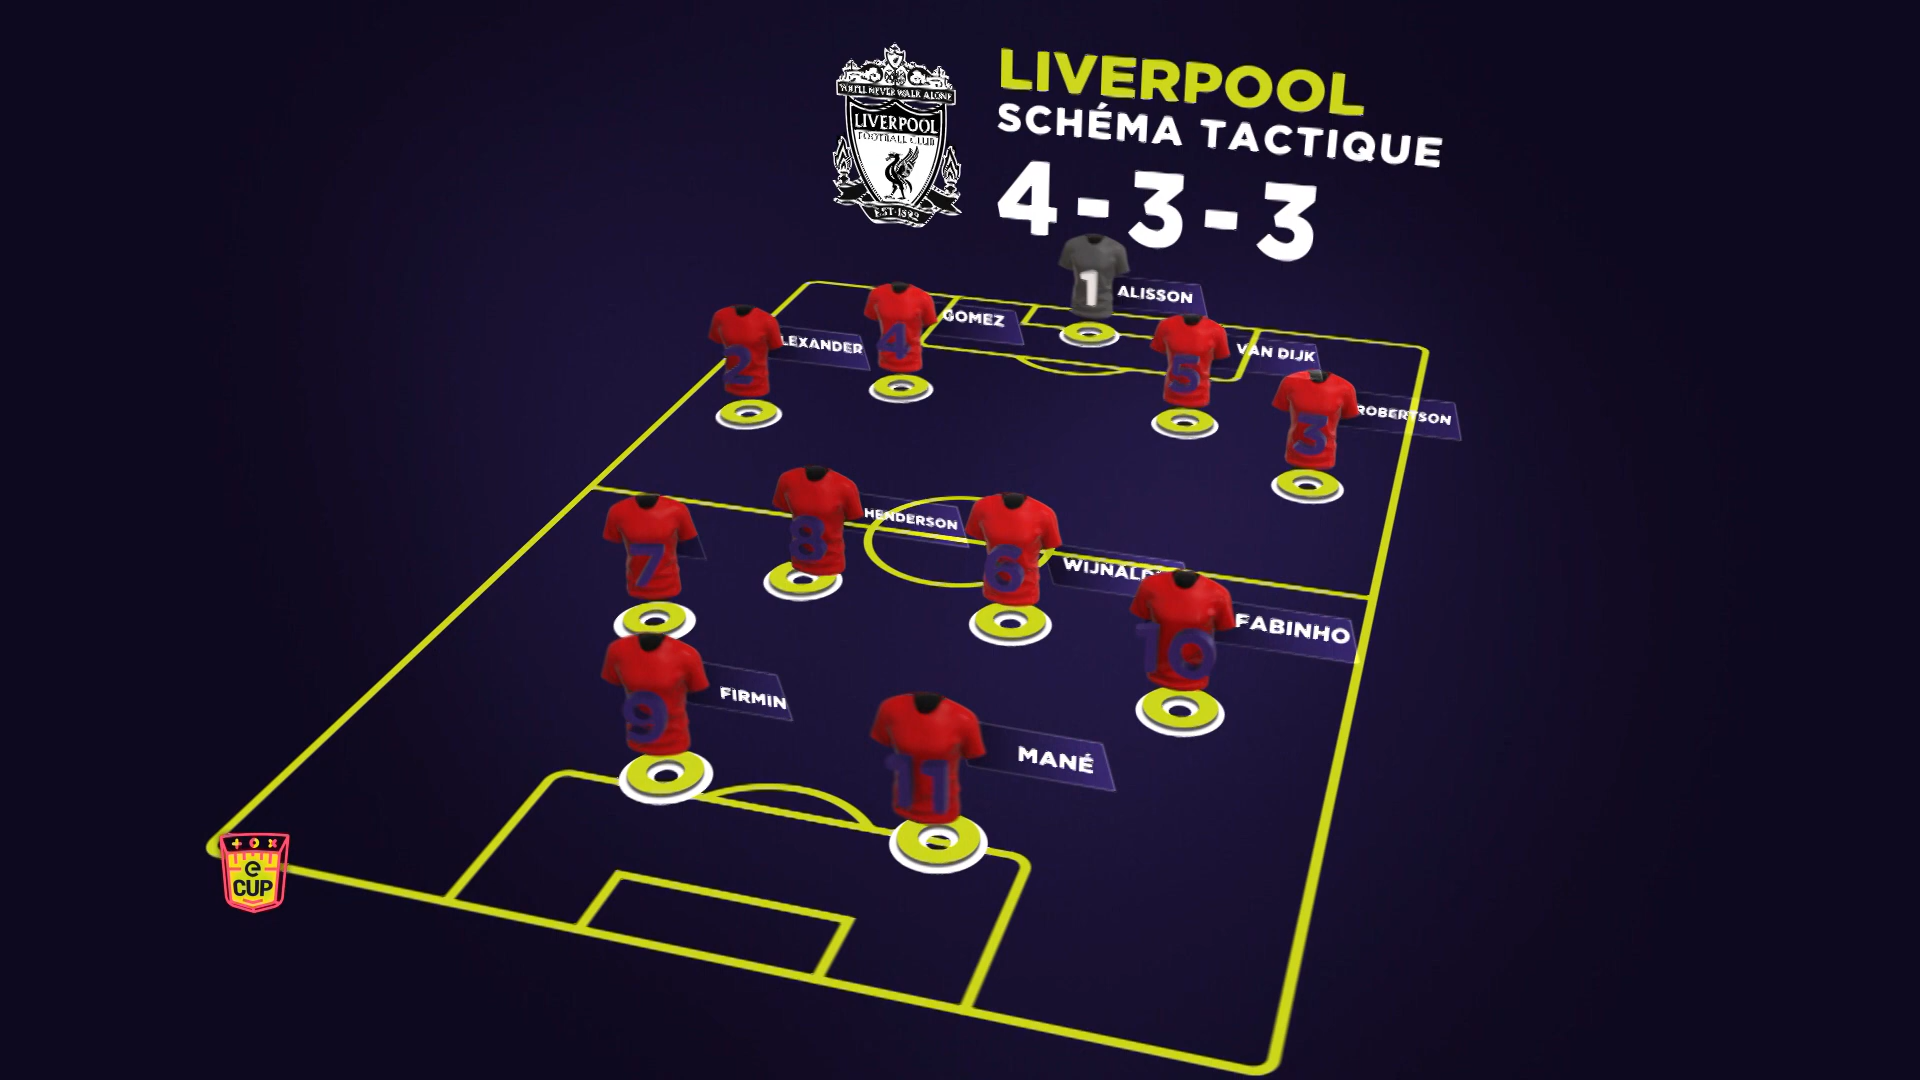 YOU'LL NEVER WALK ALONE
LIVERPOOL
FOOTBALL CLUB
EST·1892
LIVERPOOL
SCHÉMA TACTIQUE
4-3-3
1
ALISSON
4
GOMEZ
2
LEXANDER
5
VAN DIJK
3
ROBERTSON
8
HENDERSON
7
6
WIJNALD
10
FABINHO
9
FIRMIN
11
MANÉ
e
CUP